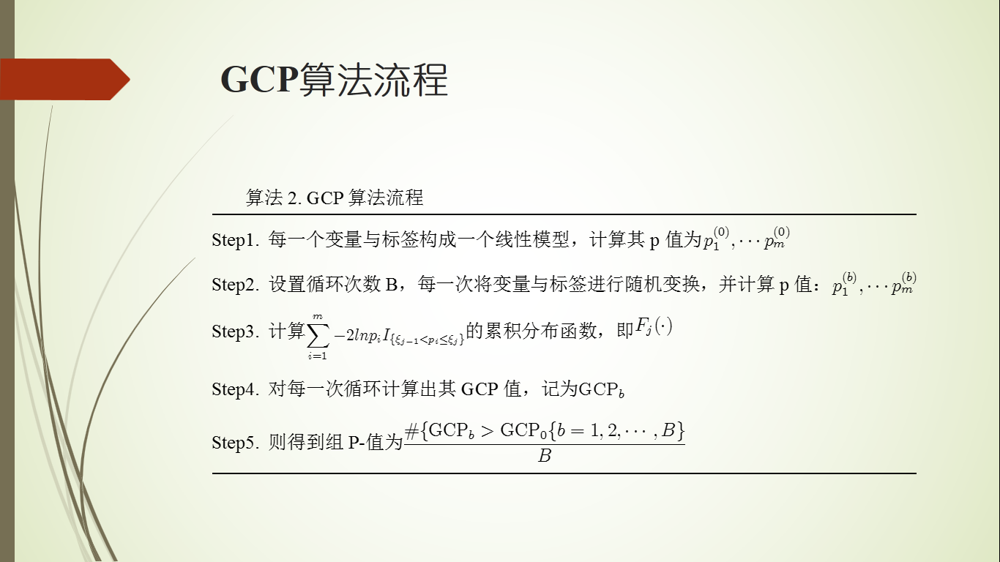 GCP算法流程
算法 2. GCP 算法流程
Step1. 每一个变量与标签构成一个线性模型，计算其 p 值为$p_1^{(0)}, \cdots p_m^{(0)}$
Step2. 设置循环次数 B，每一次将变量与标签进行随机变换，并计算 p 值：$p_1^{(b)}, \cdots p_m^{(b)}$
Step3. 计算$\sum_{i=1}^{m} -2lnp_i I_{\{\xi_{j-1}<p_i\leq\xi_j\}}$的累积分布函数，即$F_j(\cdot)$
Step4. 对每一次循环计算出其 GCP 值，记为$\mathrm{GCP}_b$
Step5. 则得到组 P-值为$\frac{\#\{\mathrm{GCP}_b > \mathrm{GCP}_0\{b = 1, 2, \cdots, B\}}{B}$